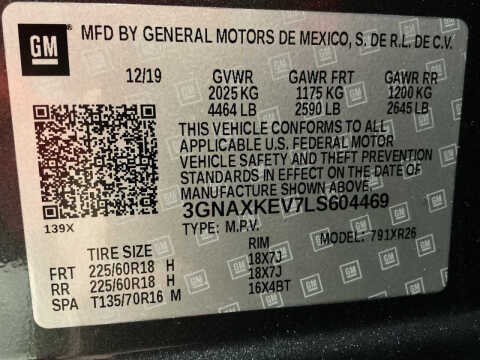 GM
MFD BY GENERAL MOTORS DE MEXICO, S. DE R.L. DE C.V.
12/19 GVWR GAWR FRT GAWR RR
2025 KG 1175 KG 1200 KG
4464 LB 2590 LB 2645 LB
THIS VEHICLE CONFORMS TO ALL
APPLICABLE U.S. FEDERAL MOTOR
VEHICLE SAFETY AND THEFT PREVENTION
STANDARDS IN EFFECT ON THE DATE OF
MANUFACTURE SHOWN ABOVE.
3GNAXKEV7LS604469
139X TYPE: M.P.V. MODEL: 791XR26
TIRE SIZE RIM
FRT 225/60R18 H 18X7J
RR 225/60R18 H 18X7J
SPA T135/70R16 M 16X4BT